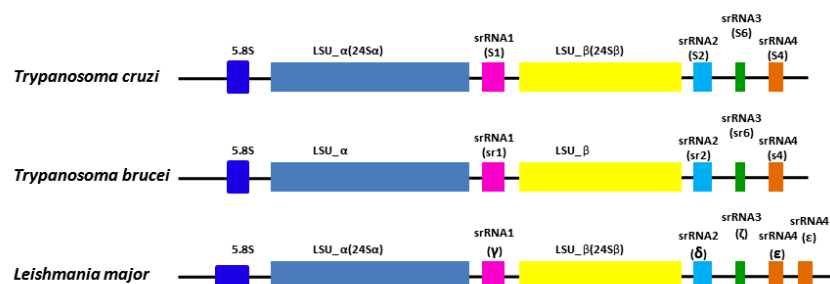 srRNA3
(S6)
srRNA1
(S1)
srRNA2
(S2)
srRNA4
(S4)
5.8S
LSU_α(24Sα)
LSU_β(24Sβ)
Trypanosoma cruzi
srRNA3
(sr6)
srRNA1
(sr1)
srRNA2
(sr2)
srRNA4
(s4)
5.8S
LSU_α
LSU_β
Trypanosoma brucei
srRNA3
(ζ)
srRNA4
(ε)
srRNA1
(γ)
srRNA2
(δ)
srRNA4
(ε)
5.8S
LSU_α(24Sα)
LSU_β(24Sβ)
Leishmania major